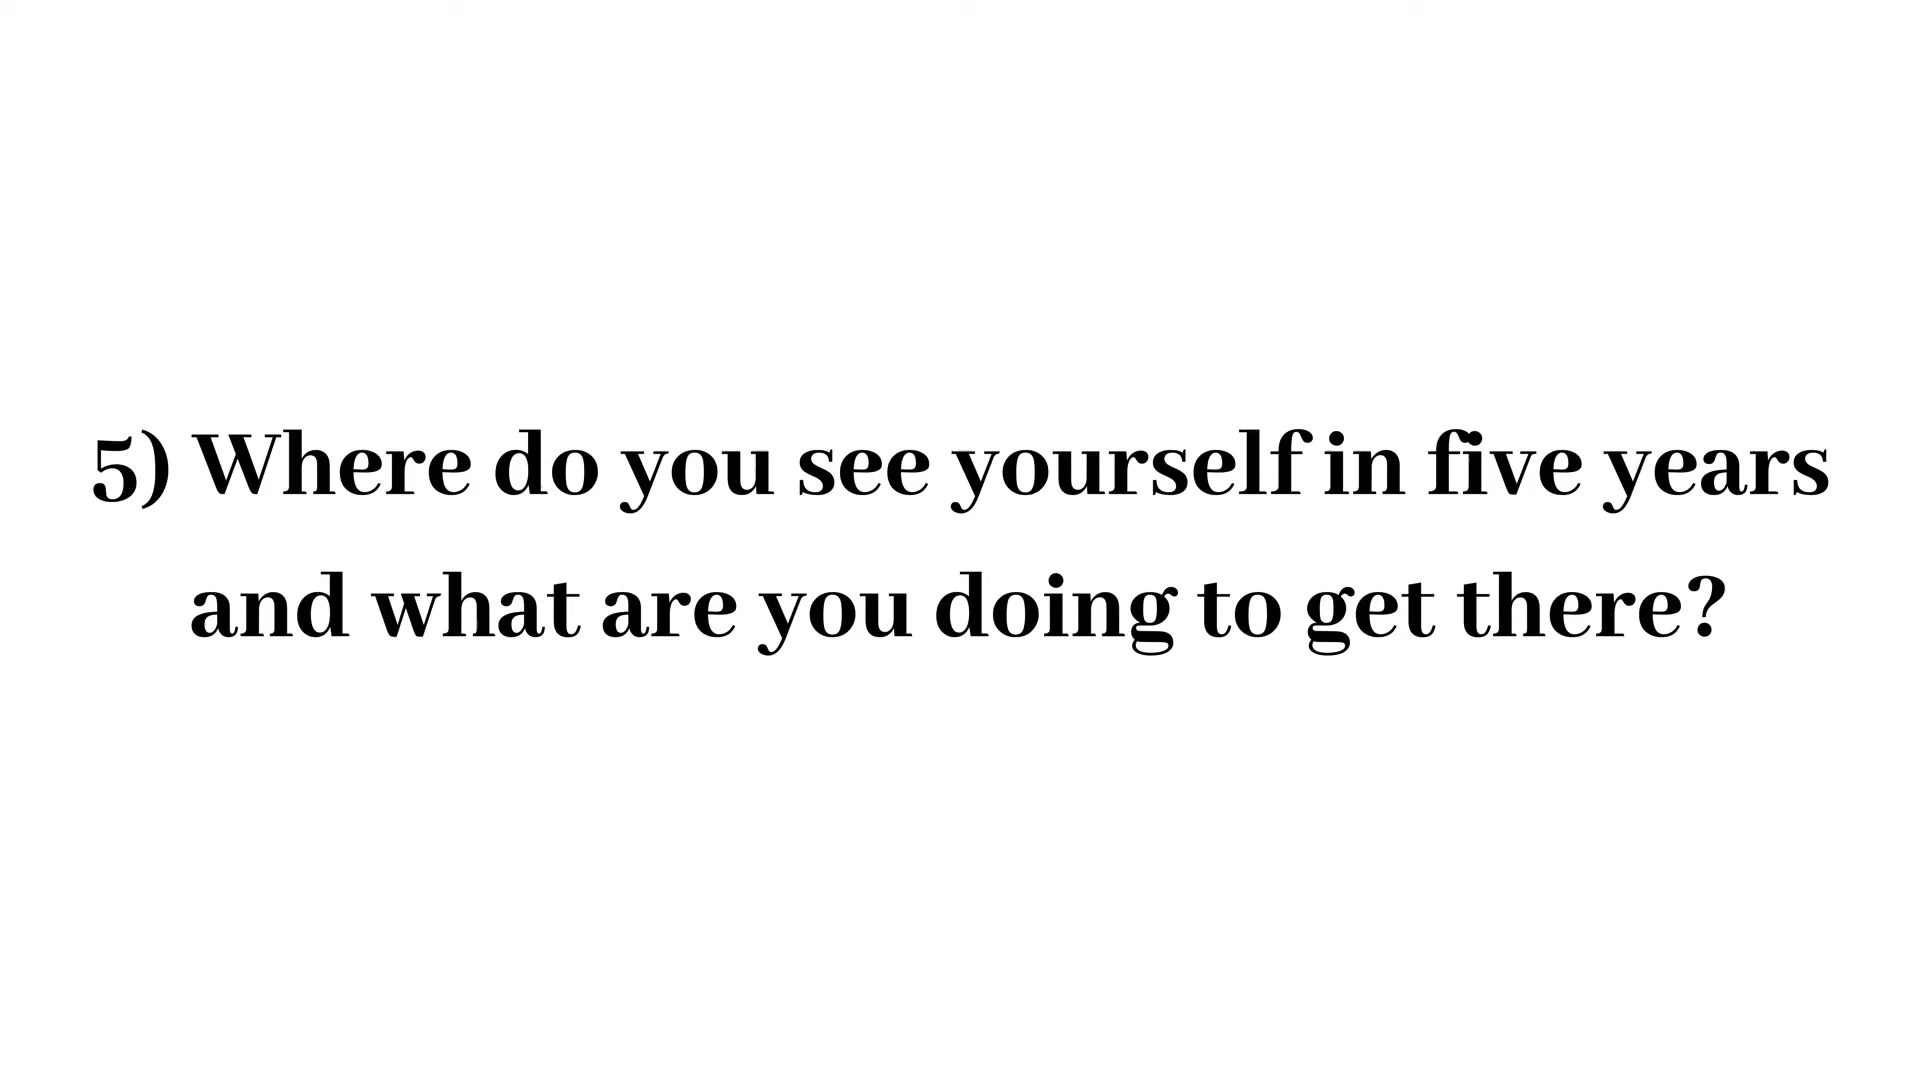 5) Where do you see yourself in five years
and what are you doing to get there?